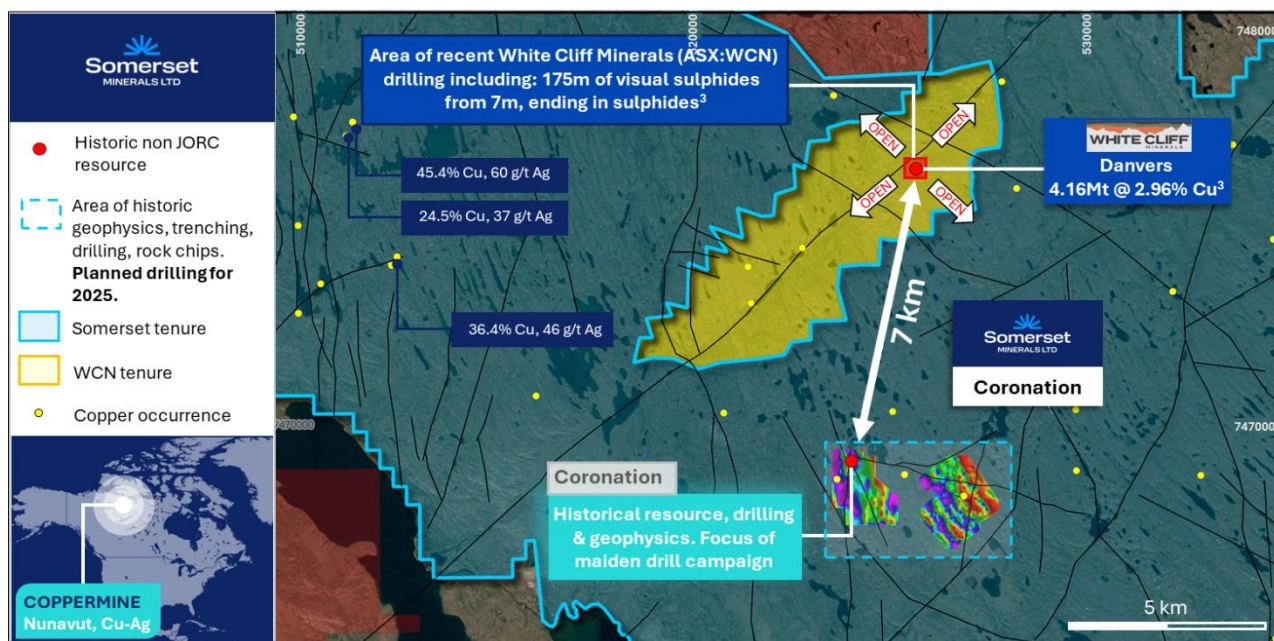 Somerset
MINERALS LTD
Historic non JORC
resource
Area of historic
geophysics, trenching,
drilling, rock chips.
Planned drilling for
2025.
Somerset tenure
WCN tenure
Copper occurrence
COPPERMINE
Nunavut, Cu-Ag
510000
520000
530000
7480000
Area of recent White Cliff Minerals (ASX:WCN)
drilling including: 175m of visual sulphides
from 7m, ending in sulphides³
OPEN
OPEN
OPEN
OPEN
WHITE CLIFF
MINERALS
Danvers
4.16Mt @ 2.96% Cu³
45.4% Cu, 60 g/t Ag
24.5% Cu, 37 g/t Ag
36.4% Cu, 46 g/t Ag
7 km
Somerset
MINERALS LTD
Coronation
7470000
7470000
Coronation
Historical resource, drilling
& geophysics. Focus of
maiden drill campaign
5 km